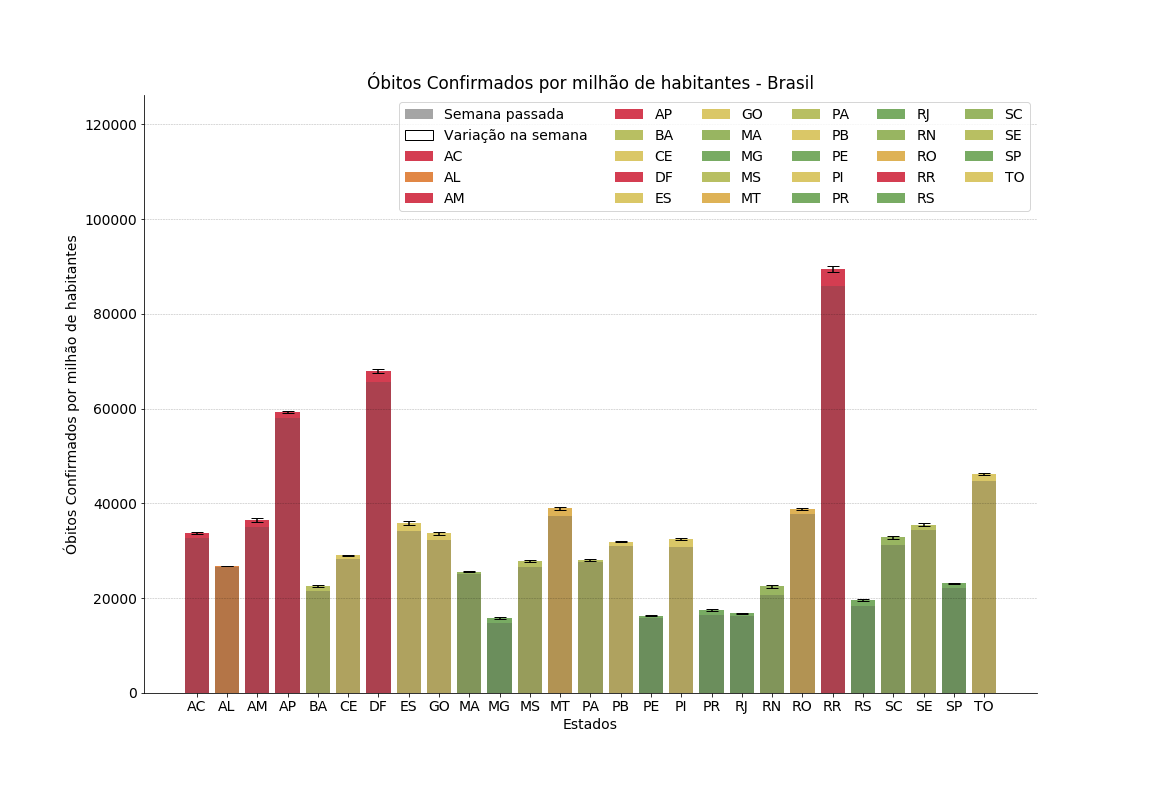 Óbitos Confirmados por milhão de habitantes - Brasil
Semana passada
Variação na semana
AC
AL
AM
AP
BA
CE
DF
ES
GO
MA
MG
MS
MT
PA
PB
PE
PI
PR
RJ
RN
RO
RR
RS
SC
SE
SP
TO
Óbitos Confirmados por milhão de habitantes
120000
100000
80000
60000
40000
20000
0
AC AL AM AP BA CE DF ES GO MA MG MS MT PA PB PE PI PR RJ RN RO RR RS SC SE SP TO
Estados